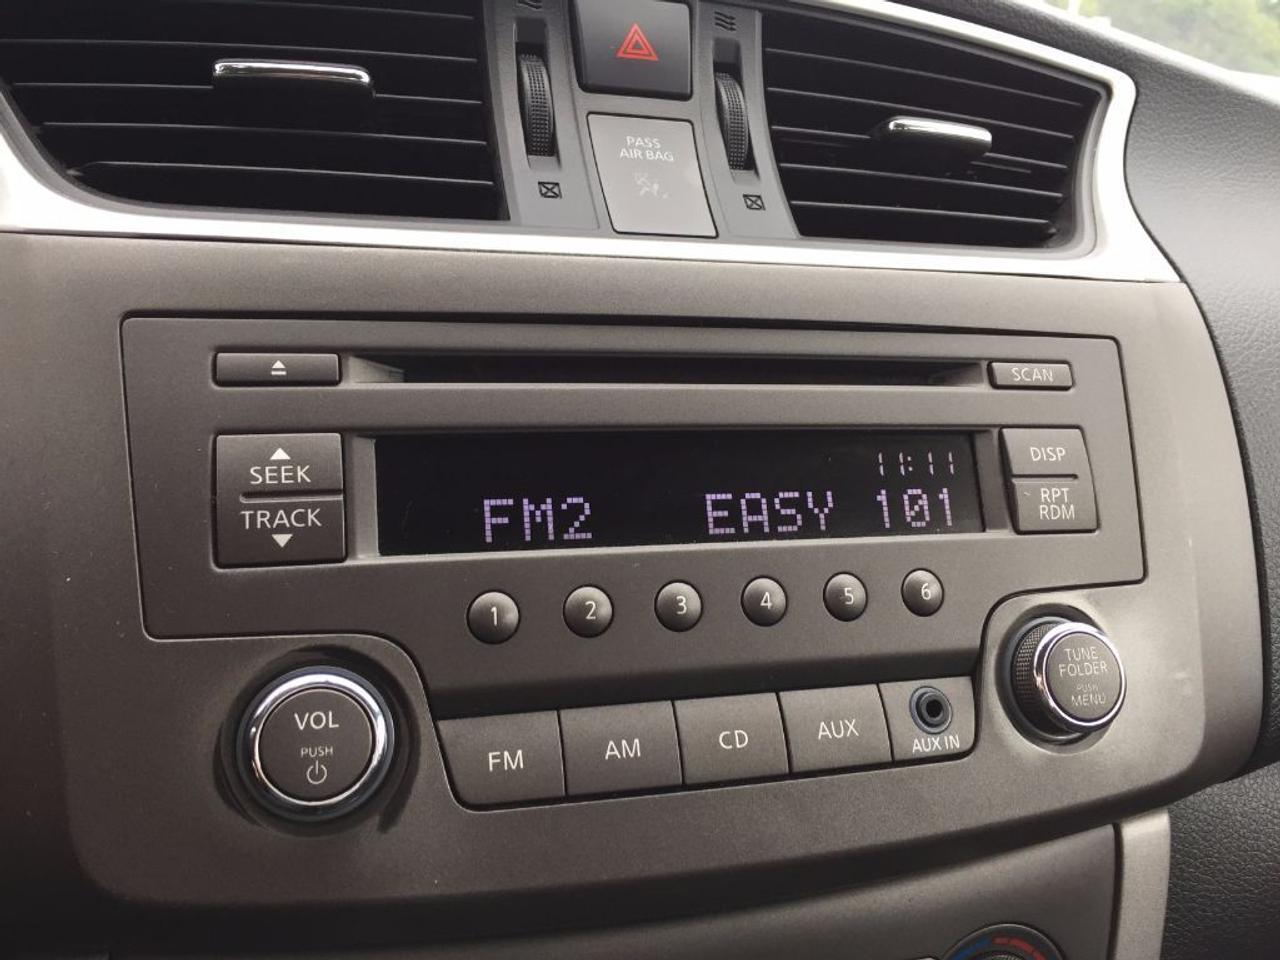 PASS
AIR BAG
SCAN
SEEK
TRACK
11:11
FM2 EASY 101
DISP
RPT
RDM
1 2 3 4 5 6
VOL
PUSH
FM AM CD AUX
AUX IN
TUNE
FOLDER
PUSH
MENU